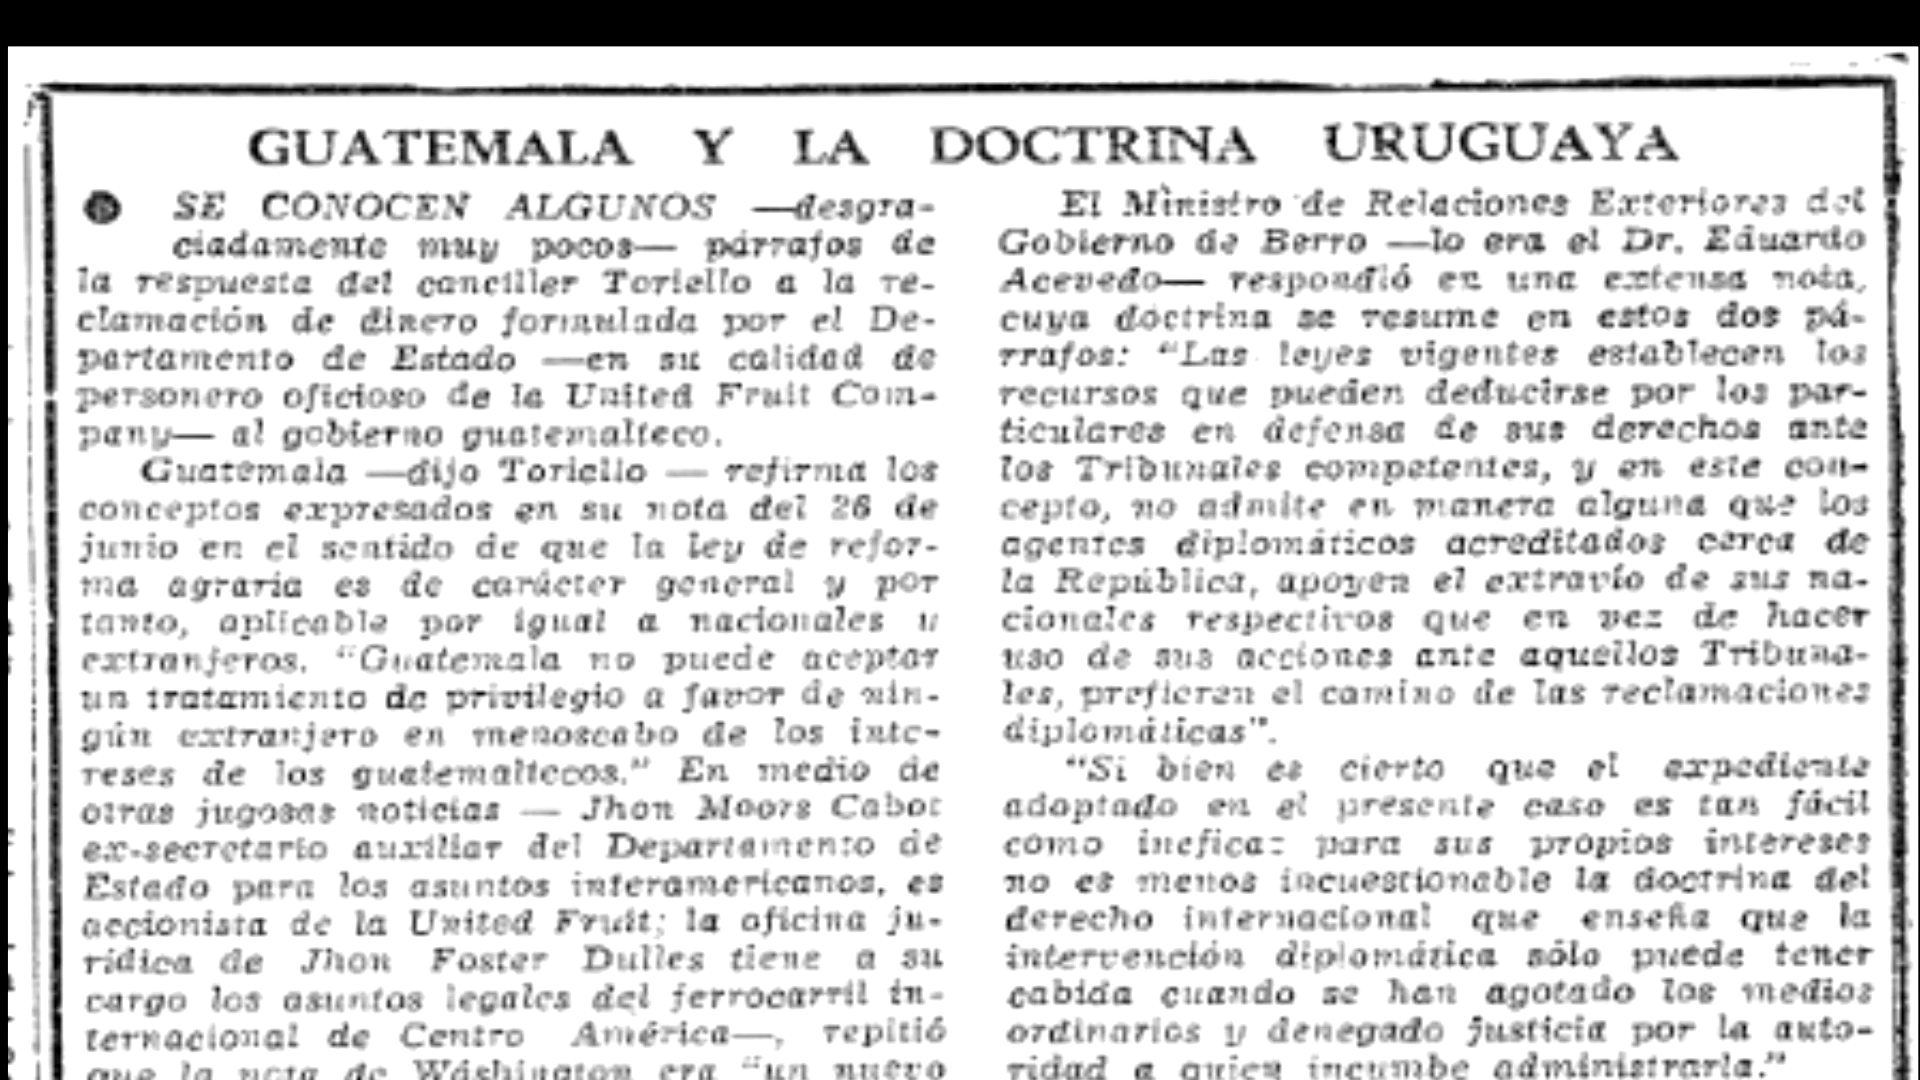 GUATEMALA Y LA DOCTRINA URUGUAYA
SE CONOCEN ALGUNOS —desgra-
ciadamente muy pocos— párrafos de
la respuesta del canciller Toriello a la re-
clamación de dinero formulada por el De-
partamento de Estado —en su calidad de
personero oficioso de la United Fruit Com-
pany— al gobierno guatemalteco.
Guatemala —dijo Toriello — refirma los
conceptos expresados en su nota del 26 de
junio en el sentido de que la ley de refor-
ma agraria es de carácter general y por
tanto, aplicable por igual a nacionales y
extranjeros. "Guatemala no puede aceptar
un tratamiento de privilegio a favor de nin-
gún extranjero en menoscabo de los inte-
reses de los guatemaltecos." En medio de
otras jugosas noticias — Jhon Moors Cabot
ex-secretario auxiliar del Departamento de
Estado para los asuntos interamericanos, es
accionista de la United Fruit; la oficina ju-
rídica de Jhon Foster Dulles tiene a su
cargo los asuntos legales del ferrocarril in-
ternacional de Centro América—, repitió
que la nota de Wáshington era "un nuevo
El Ministro de Relaciones Exteriores del
Gobierno de Berro —lo era el Dr. Eduardo
Acevedo— respondió en una extensa nota,
cuya doctrina se resume en estos dos pá-
rrafos: "Las leyes vigentes establecen los
recursos que pueden deducirse por los par-
ticulares en defensa de sus derechos ante
los Tribunales competentes, y en este con-
cepto, no admite en manera alguna que los
agentes diplomáticos acreditados cerca de
la República, apoyen el extravío de sus na-
cionales respectivos que en vez de hacer
uso de sus acciones ante aquellos Tribuna-
les, prefieren el camino de las reclamaciones
diplomáticas".
"Si bien es cierto que el expediente
adoptado en el presente caso es tan fácil
como ineficaz para sus propios intereses
no es menos incuestionable la doctrina del
derecho internacional que enseña que la
intervención diplomática sólo puede tener
cabida cuando se han agotado los medios
ordinarios y denegado justicia por la auto-
ridad a quien incumbe administrarla."